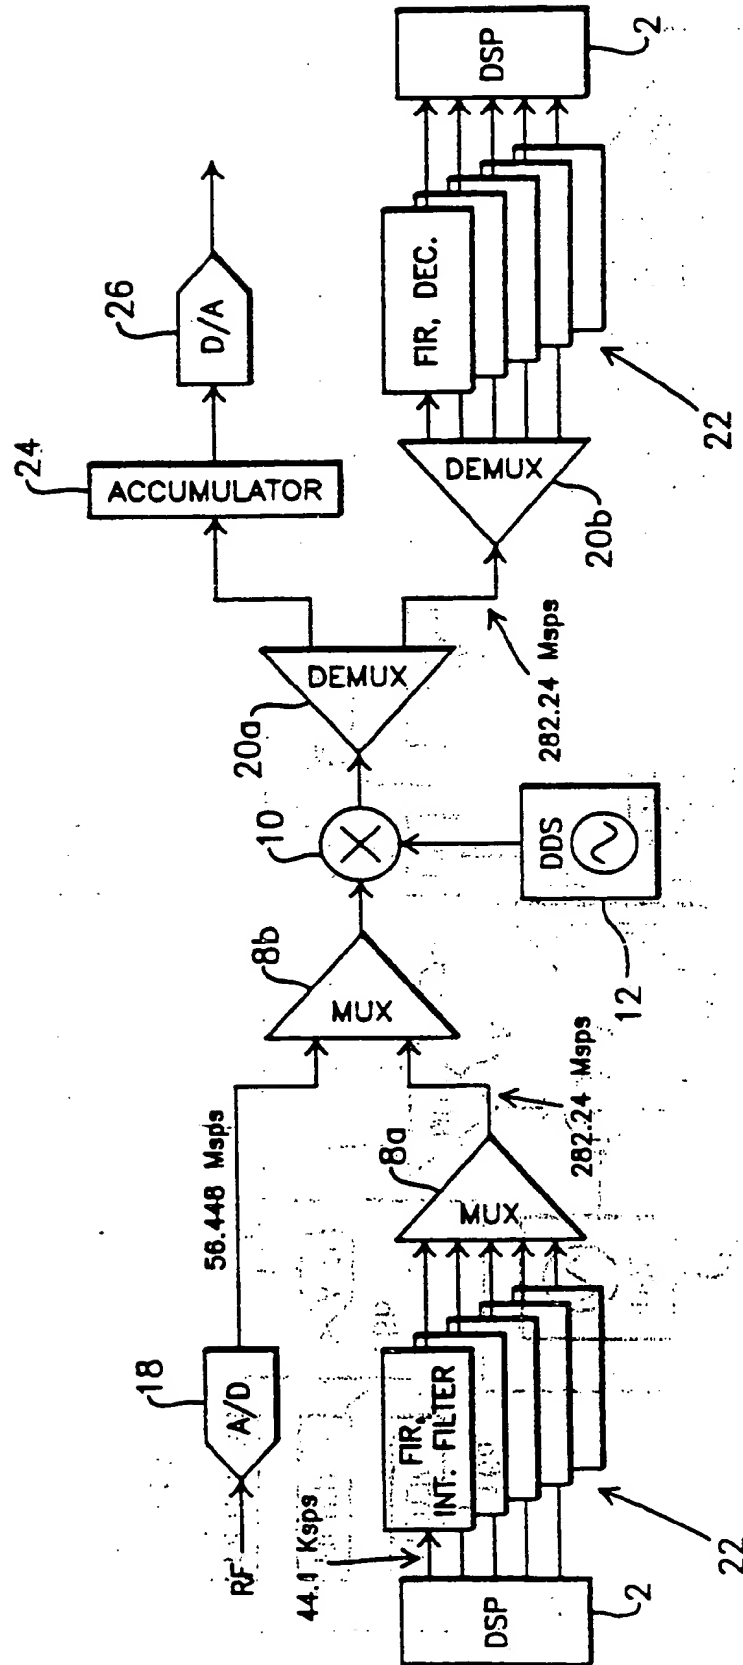 RF
18
A/D
56.448 Msps
DSP
2
44.1 Ksps
FIR,
INT. FILTER
22
MUX
8a
282.24 Msps
MUX
8b
10
DDS
12
DEMUX
20a
282.24 Msps
ACCUMULATOR
24
D/A
26
DEMUX
20b
FIR, DEC.
22
DSP
2